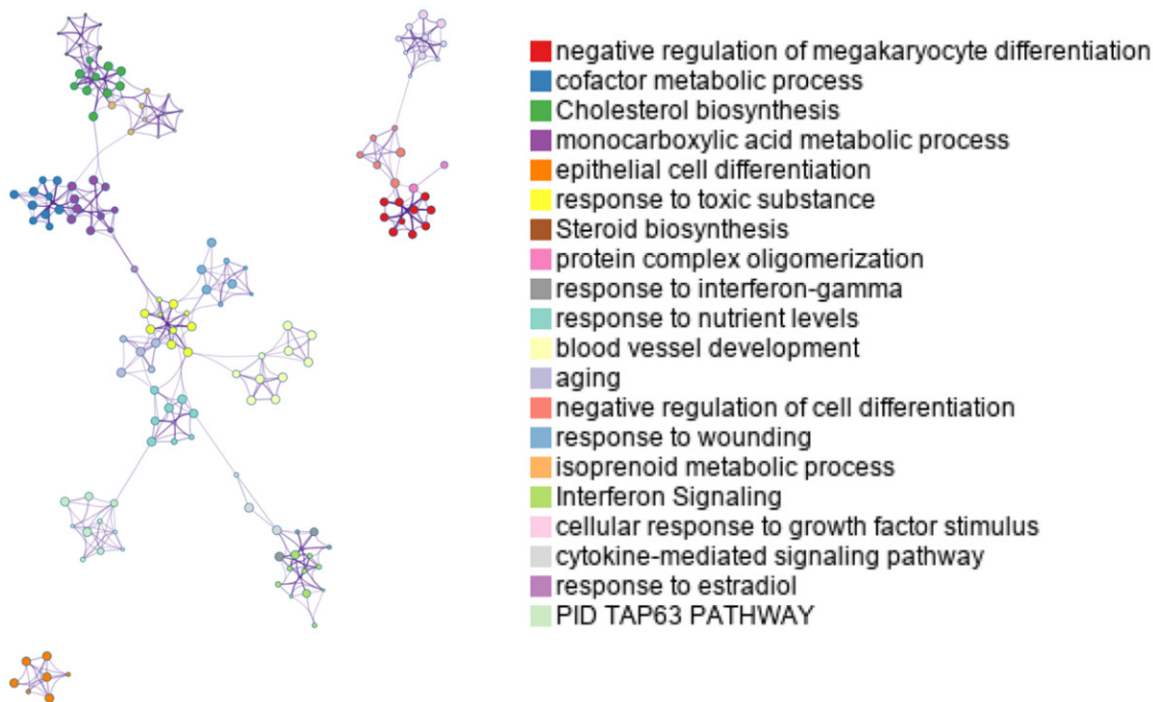 negative regulation of megakaryocyte differentiation
cofactor metabolic process
Cholesterol biosynthesis
monocarboxylic acid metabolic process
epithelial cell differentiation
response to toxic substance
Steroid biosynthesis
protein complex oligomerization
response to interferon-gamma
response to nutrient levels
blood vessel development
aging
negative regulation of cell differentiation
response to wounding
isoprenoid metabolic process
Interferon Signaling
cellular response to growth factor stimulus
cytokine-mediated signaling pathway
response to estradiol
PID TAP63 PATHWAY